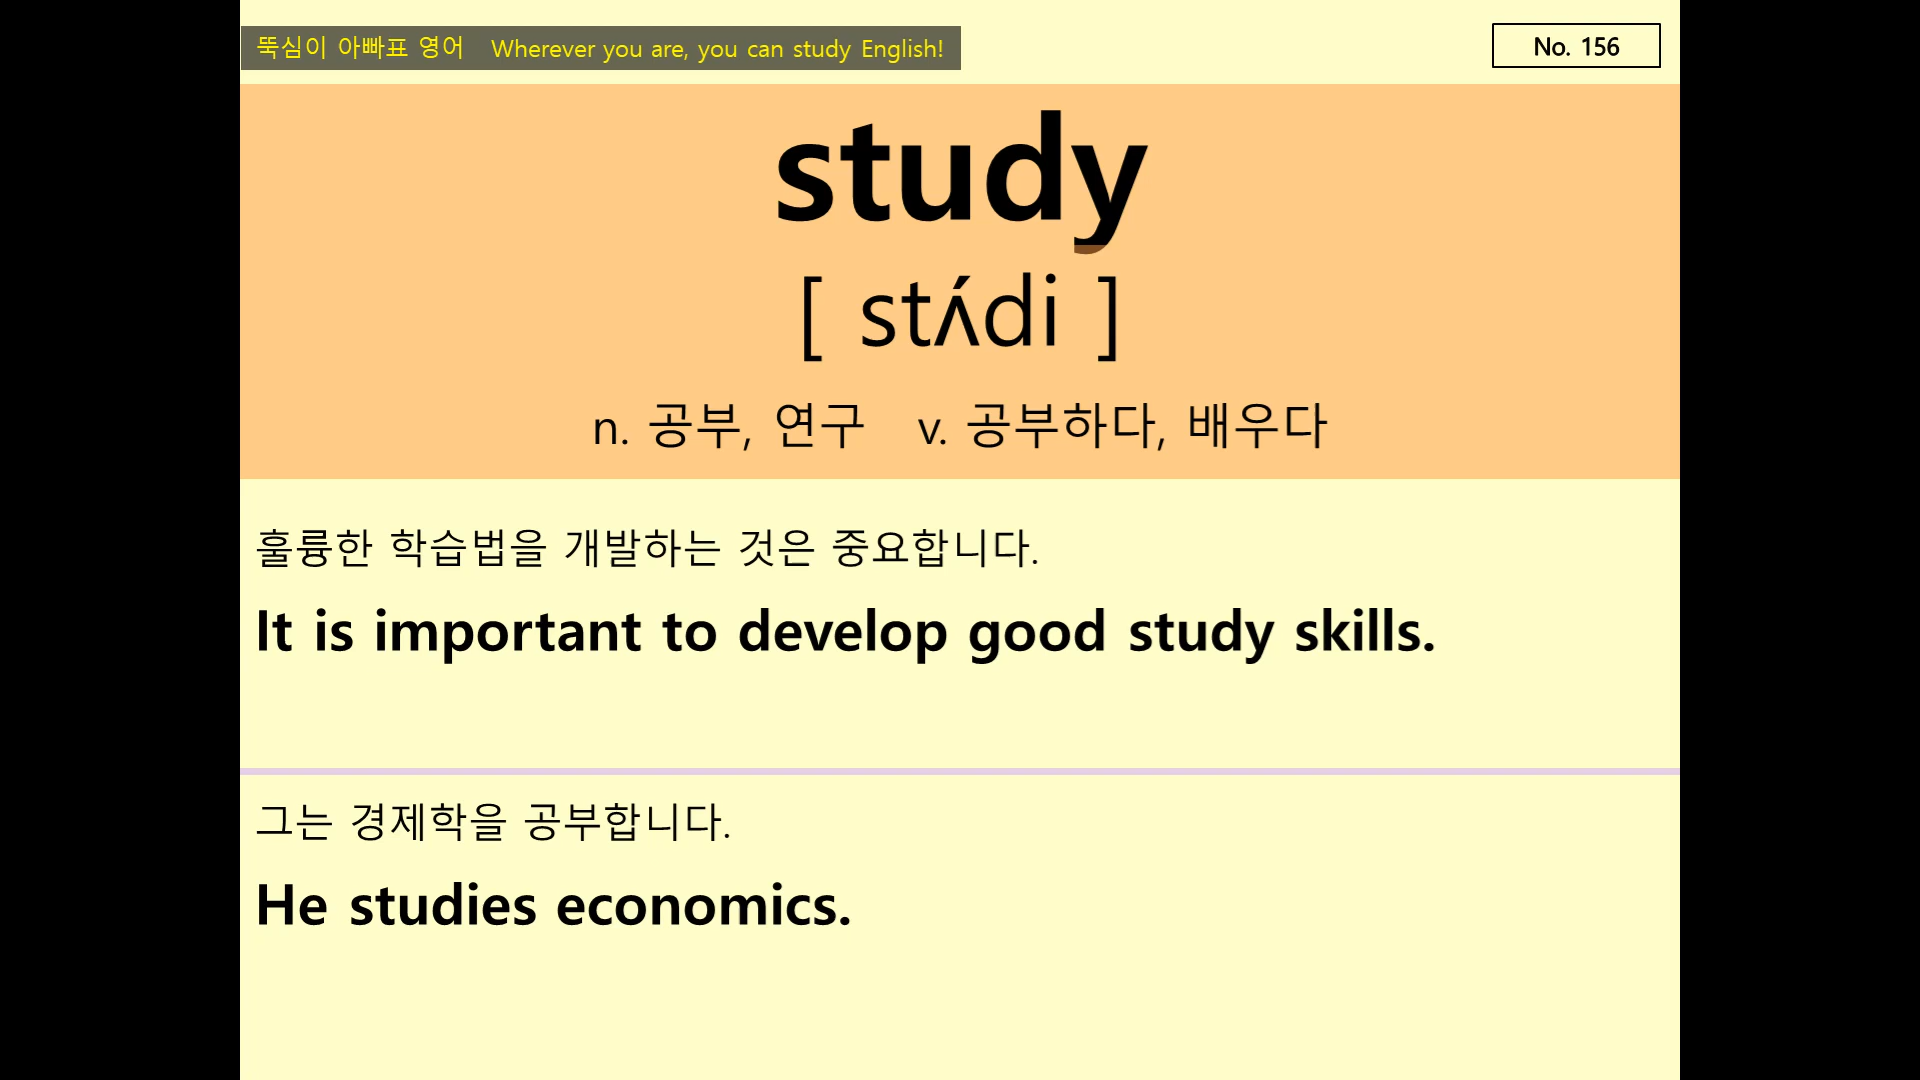 뚝심이 아빠표 영어 Wherever you are, you can study English!
No. 156
study
[ stʌ́di ]
n. 공부, 연구 v. 공부하다, 배우다
훌륭한 학습법을 개발하는 것은 중요합니다.
It is important to develop good study skills.
그는 경제학을 공부합니다.
He studies economics.